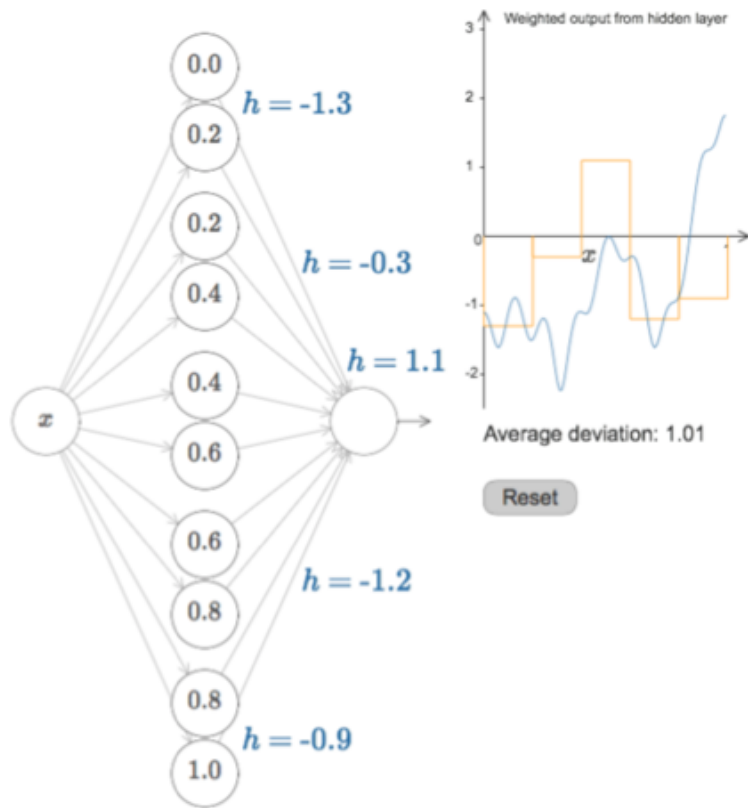 0.0
h = -1.3
0.2
0.2
h = -0.3
0.4
h = 1.1
0.4
x
0.6
0.6
h = -1.2
0.8
0.8
h = -0.9
1.0
Weighted output from hidden layer
3
2
1
0
x
-1
-2
Average deviation: 1.01
Reset